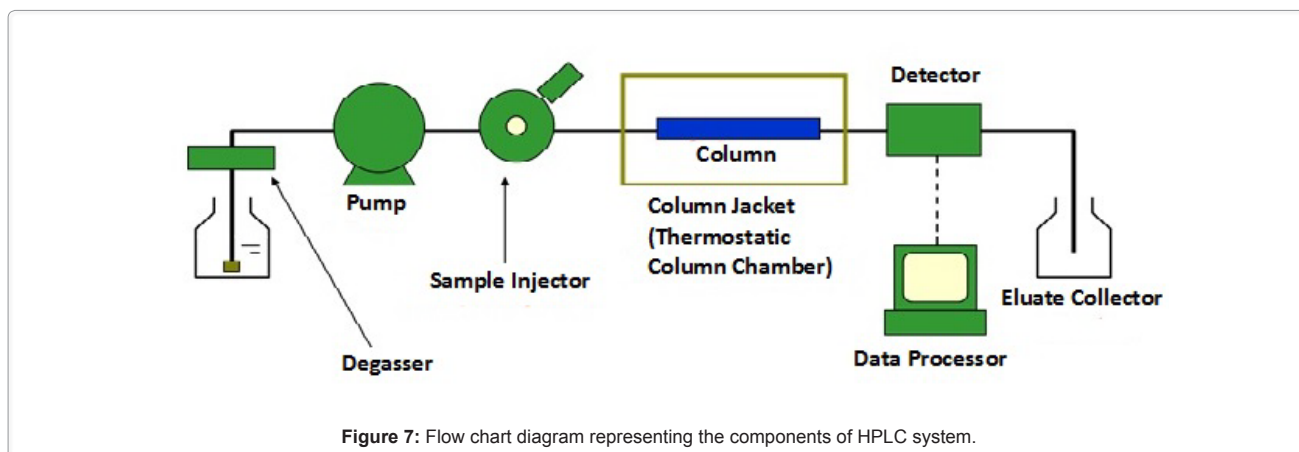 Detector
Column
Pump
Column Jacket
(Thermostatic
Column Chamber)
Sample Injector
Eluate Collector
Degasser
Data Processor
Figure 7: Flow chart diagram representing the components of HPLC system.